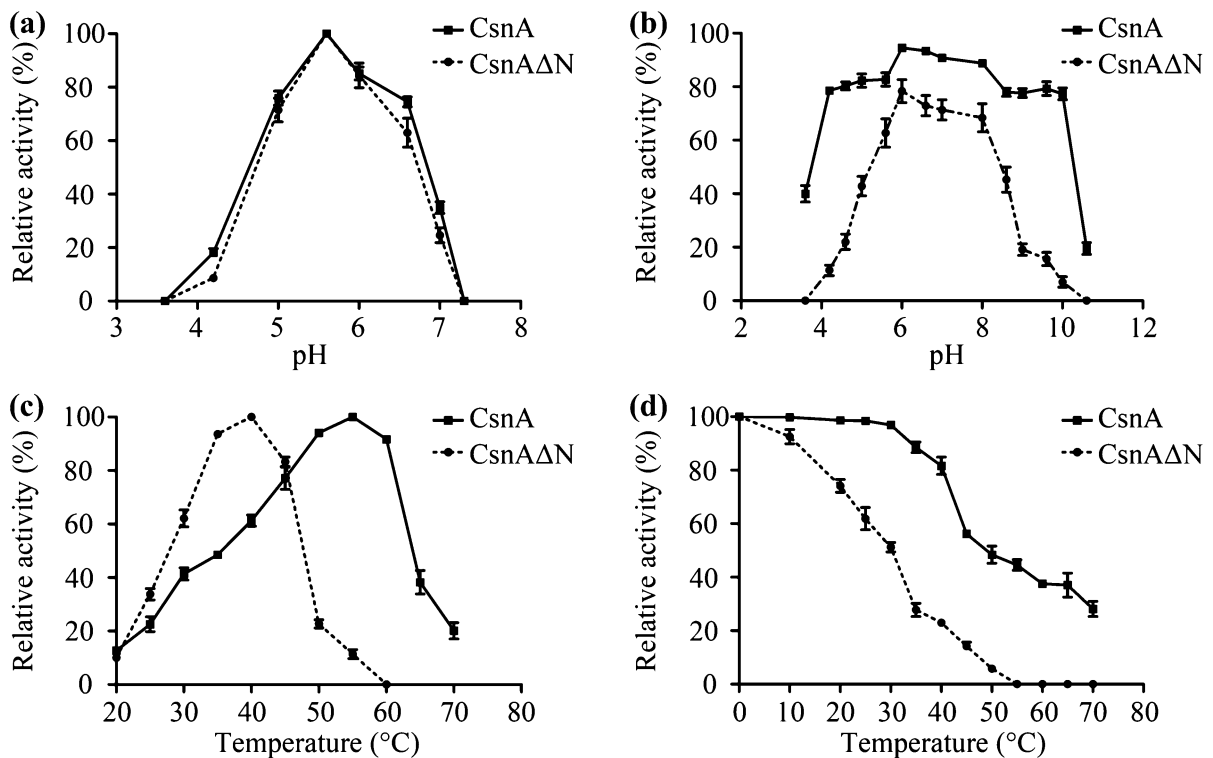 (a)
CsnA
CsnAΔN
Relative activity (%)
100
80
60
40
20
0
3 4 5 6 7 8
pH
(b)
CsnA
CsnAΔN
Relative activity (%)
100
80
60
40
20
0
2 4 6 8 10 12
pH
(c)
CsnA
CsnAΔN
Relative activity (%)
100
80
60
40
20
0
20 30 40 50 60 70 80
Temperature (°C)
(d)
CsnA
CsnAΔN
Relative activity (%)
100
80
60
40
20
0
0 10 20 30 40 50 60 70 80
Temperature (°C)